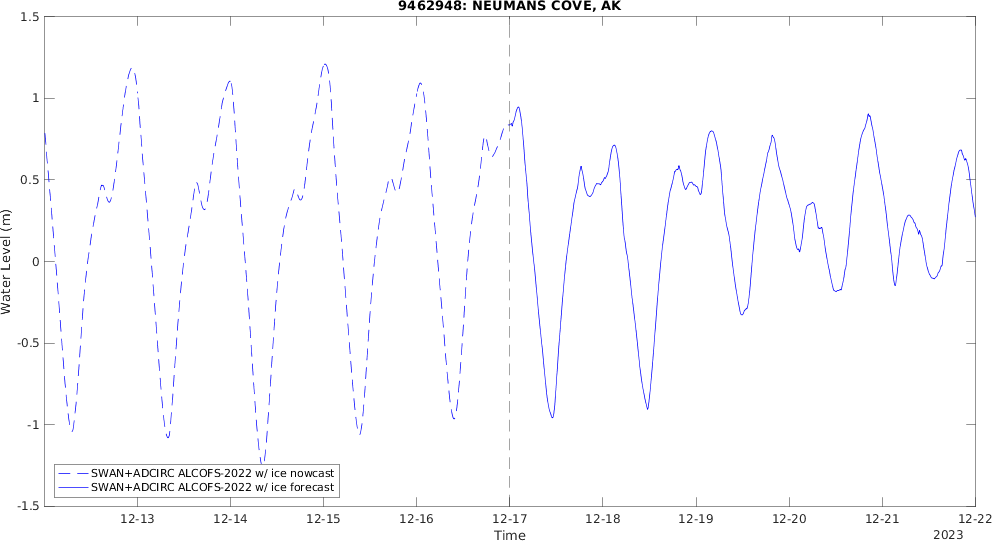 9462948: NEUMANS COVE, AK
1.5
1
0.5
0
-0.5
-1
-1.5
Water Level (m)
SWAN+ADCIRC ALCOFS-2022 w/ ice nowcast
SWAN+ADCIRC ALCOFS-2022 w/ ice forecast
12-13 12-14 12-15 12-16 12-17 12-18 12-19 12-20 12-21 12-22
Time
2023